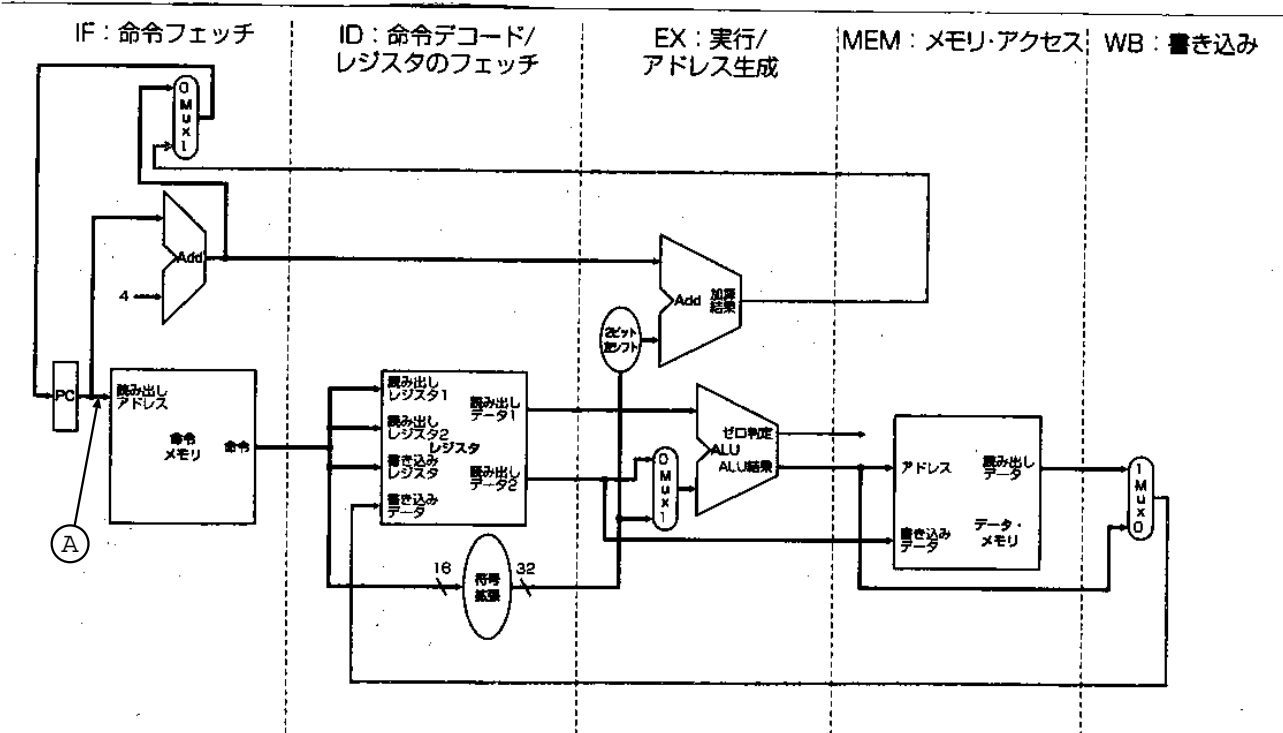 IF：命令フェッチ
ID：命令デコード/
レジスタのフェッチ
EX：実行/
アドレス生成
MEM：メモリ・アクセス
WB：書き込み
0
M
u
x
1
Add
4
Add
加算
結果
2ビット
左シフト
PC
読み出し
アドレス
命令
メモリ
命令
読み出し
レジスタ1
読み出し
レジスタ2
レジスタ
書き込み
レジスタ
書き込み
データ
読み出し
データ1
読み出し
データ2
0
M
u
x
1
ゼロ判定
ALU
ALU結果
アドレス
読み出し
データ
書き込み
データ
データ・
メモリ
1
M
u
x
0
A
16
符号
拡張
32